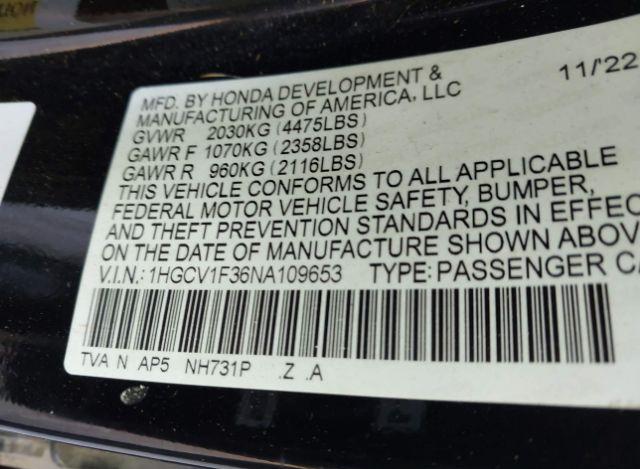 MFD. BY HONDA DEVELOPMENT & 11/'22
MANUFACTURING OF AMERICA, LLC
GVWR 2030KG (4475LBS)
GAWR F 1070KG (2358LBS)
GAWR R 960KG (2116LBS)
THIS VEHICLE CONFORMS TO ALL APPLICABLE
FEDERAL MOTOR VEHICLE SAFETY, BUMPER,
AND THEFT PREVENTION STANDARDS IN EFFEC
ON THE DATE OF MANUFACTURE SHOWN ABOV
V.I.N.: 1HGCV1F36NA109653 TYPE: PASSENGER CA
TVA N AP5 NH731P .Z .A